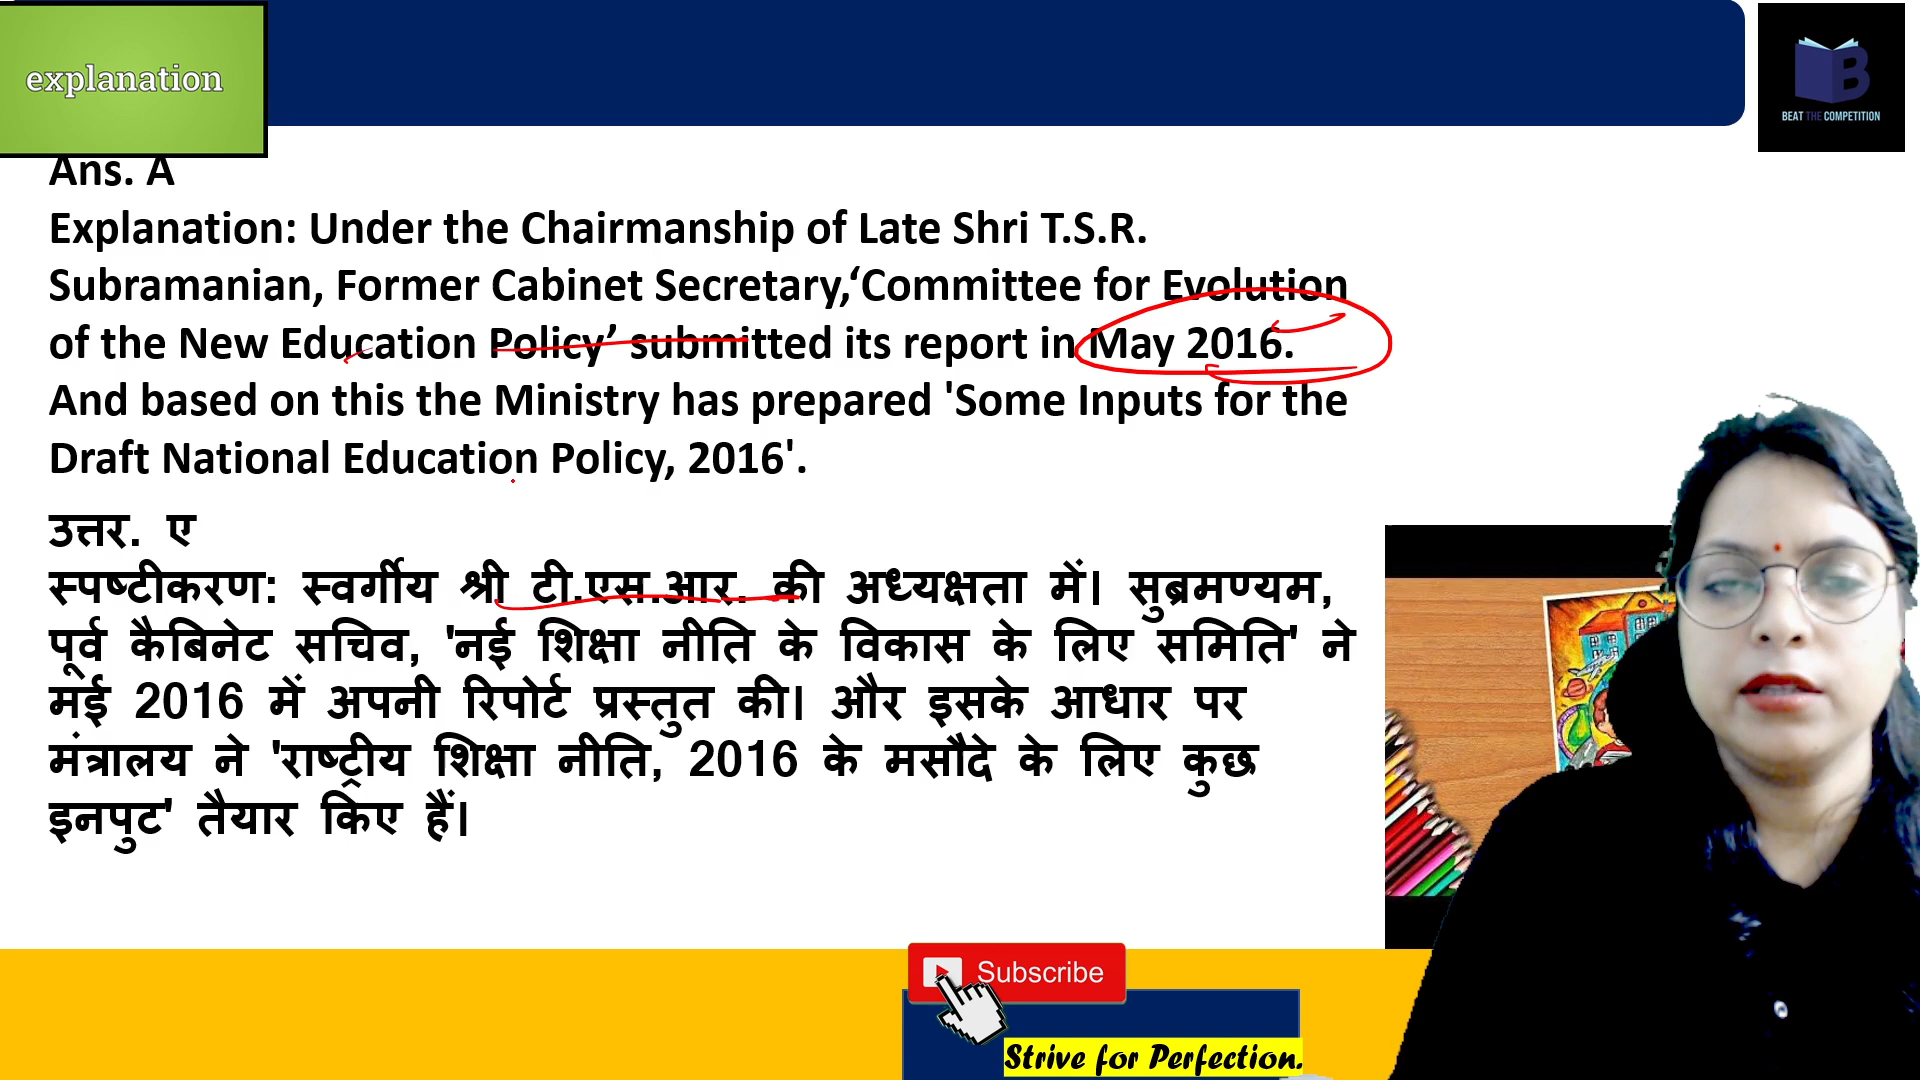 explanation
BEAT THE COMPETITION
Ans. A
Explanation: Under the Chairmanship of Late Shri T.S.R.
Subramanian, Former Cabinet Secretary,‘Committee for Evolution
of the New Education Policy’ submitted its report in May 2016.
And based on this the Ministry has prepared 'Some Inputs for the
Draft National Education Policy, 2016'.
उत्तर. ए
स्पष्टीकरण: स्वर्गीय श्री टी.एस.आर. की अध्यक्षता में। सुब्रमण्यम,
पूर्व कैबिनेट सचिव, 'नई शिक्षा नीति के विकास के लिए समिति' ने
मई 2016 में अपनी रिपोर्ट प्रस्तुत की। और इसके आधार पर
मंत्रालय ने 'राष्ट्रीय शिक्षा नीति, 2016 के मसौदे के लिए कुछ
इनपुट' तैयार किए हैं।
Subscribe
Strive for Perfection.